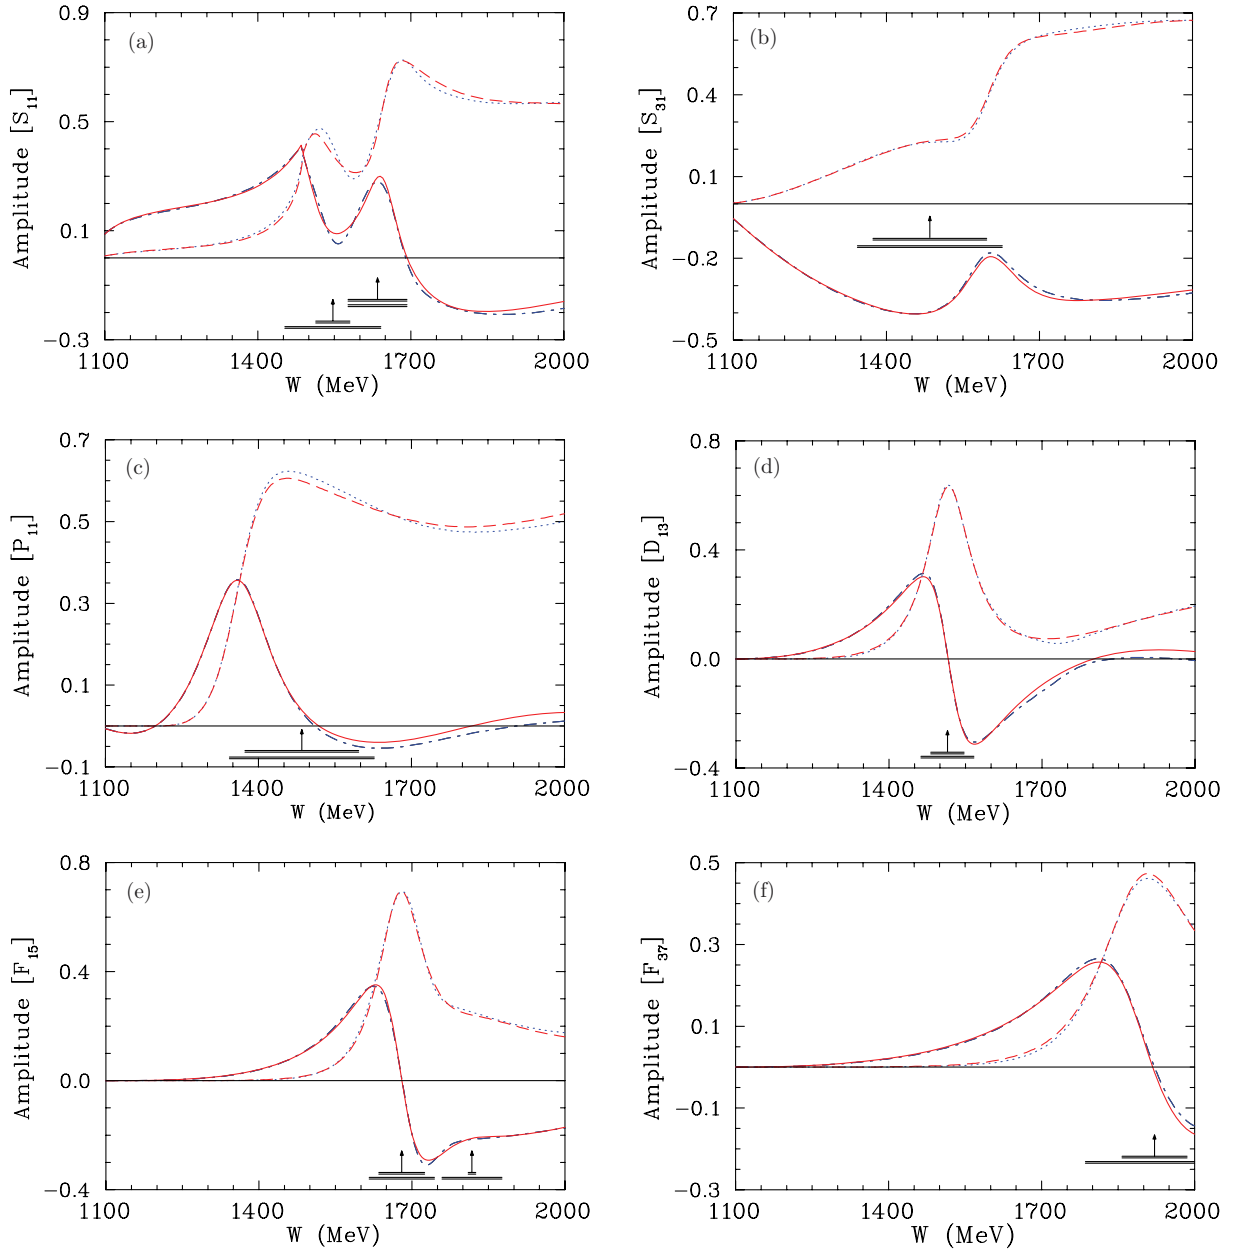 (a)
Amplitude [S11]
0.9
0.5
0.1
−0.3
1100
1400
1700
2000
W (MeV)
(b)
Amplitude [S31]
0.7
0.4
0.1
−0.2
−0.5
1100
1400
1700
2000
W (MeV)
(c)
Amplitude [P11]
0.7
0.5
0.3
0.1
−0.1
1100
1400
1700
2000
W (MeV)
(d)
Amplitude [D13]
0.8
0.4
0.0
−0.4
1100
1400
1700
2000
W (MeV)
(e)
Amplitude [F15]
0.8
0.4
0.0
−0.4
1100
1400
1700
2000
W (MeV)
(f)
Amplitude [F37]
0.5
0.3
0.1
−0.1
−0.3
1100
1400
1700
2000
W (MeV)